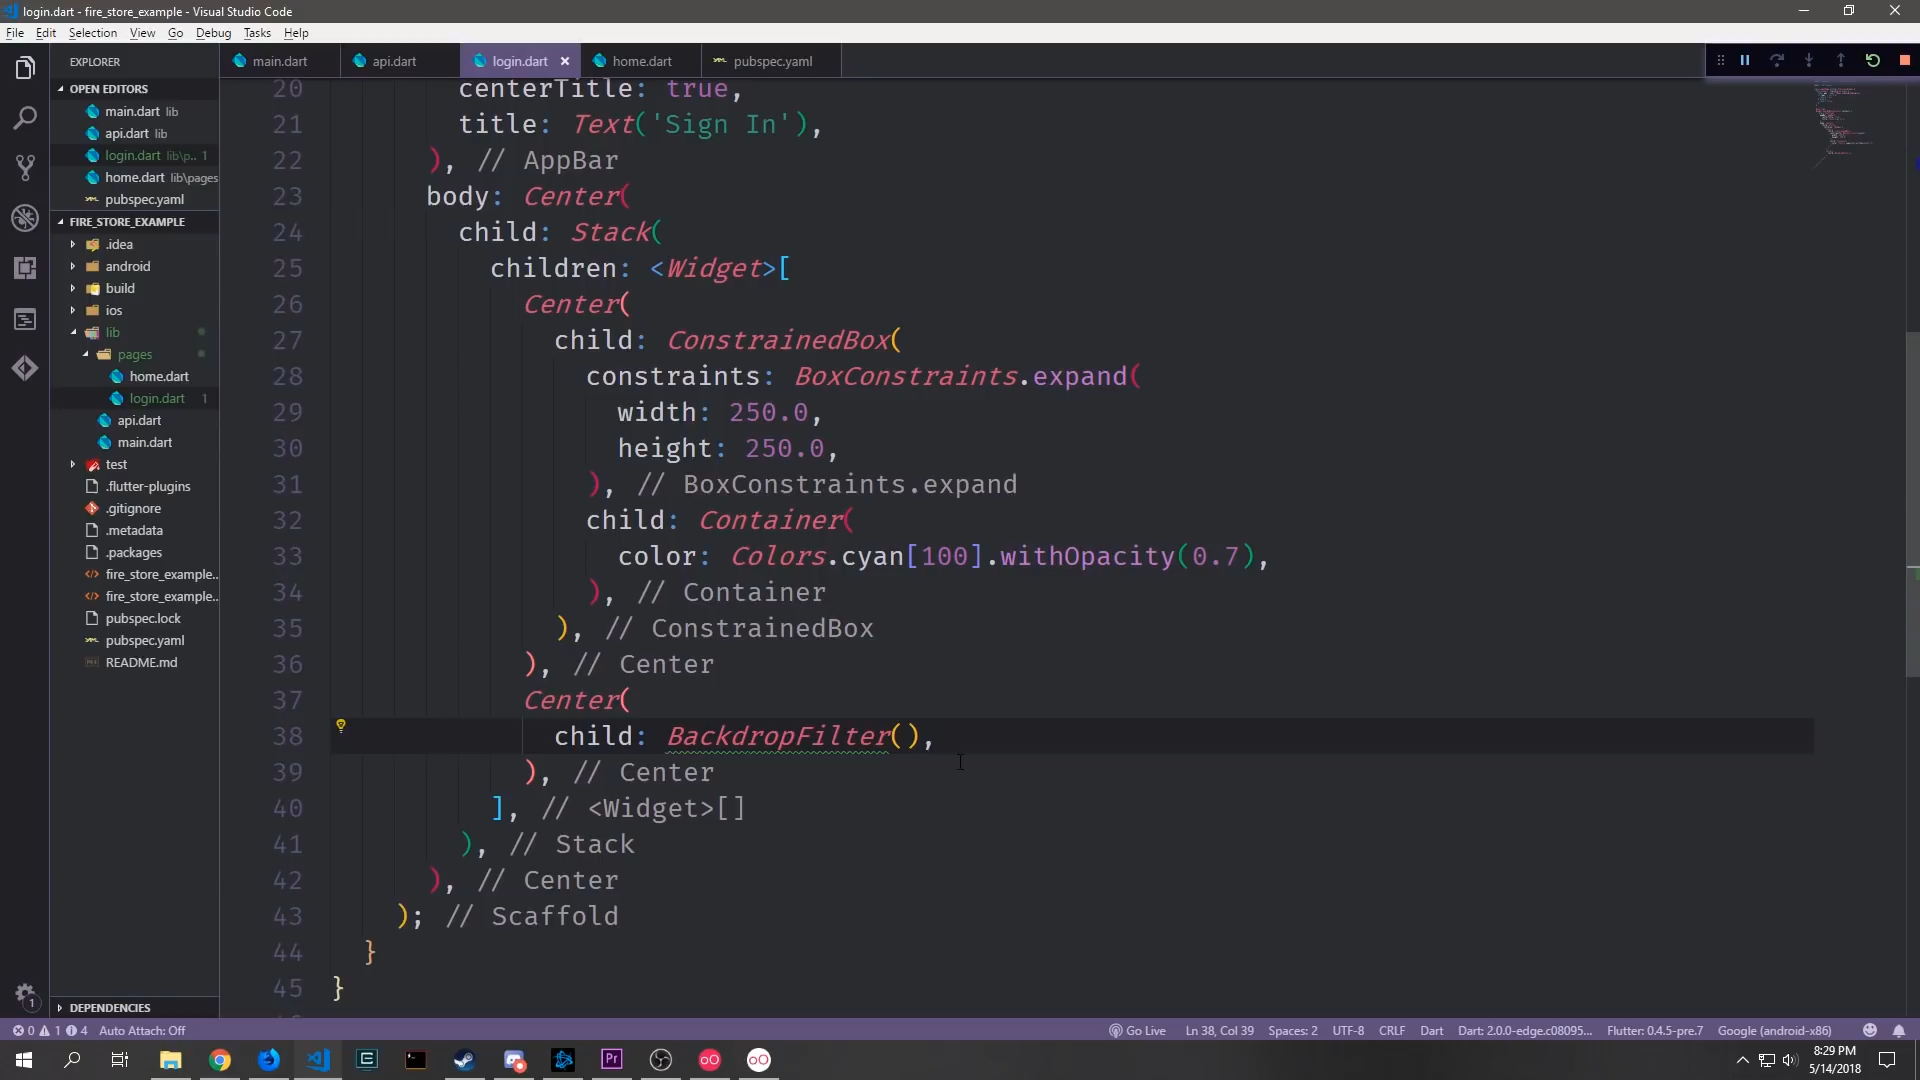 login.dart - fire_store_example - Visual Studio Code
File Edit Selection View Go Debug Tasks Help
EXPLORER
main.dart
api.dart
login.dart
home.dart
pubspec.yaml
OPEN EDITORS
main.dart lib
api.dart lib
login.dart lib\p.. 1
home.dart lib\pages
pubspec.yaml
FIRE_STORE_EXAMPLE
.idea
android
build
ios
lib
pages
home.dart
login.dart 1
api.dart
main.dart
test
.flutter-plugins
.gitignore
.metadata
.packages
fire_store_example..
fire_store_example..
pubspec.lock
pubspec.yaml
README.md
DEPENDENCIES
20 centerTitle: true,
21 title: Text('Sign In'),
22 ), // AppBar
23 body: Center(
24 child: Stack(
25 children: <Widget>[
26 Center(
27 child: ConstrainedBox(
28 constraints: BoxConstraints.expand(
29 width: 250.0,
30 height: 250.0,
31 ), // BoxConstraints.expand
32 child: Container(
33 color: Colors.cyan[100].withOpacity(0.7),
34 ), // Container
35 ), // ConstrainedBox
36 ), // Center
37 Center(
38 child: BackdropFilter(),
39 ), // Center
40 ], // <Widget>[]
41 ), // Stack
42 ), // Center
43 ); // Scaffold
44 }
45 }
0 1 4 Auto Attach: Off
Go Live Ln 38, Col 39 Spaces: 2 UTF-8 CRLF Dart Dart: 2.0.0-edge.c08095... Flutter: 0.4.5-pre.7 Google (android-x86)
1
Pr
8:29 PM
5/14/2018